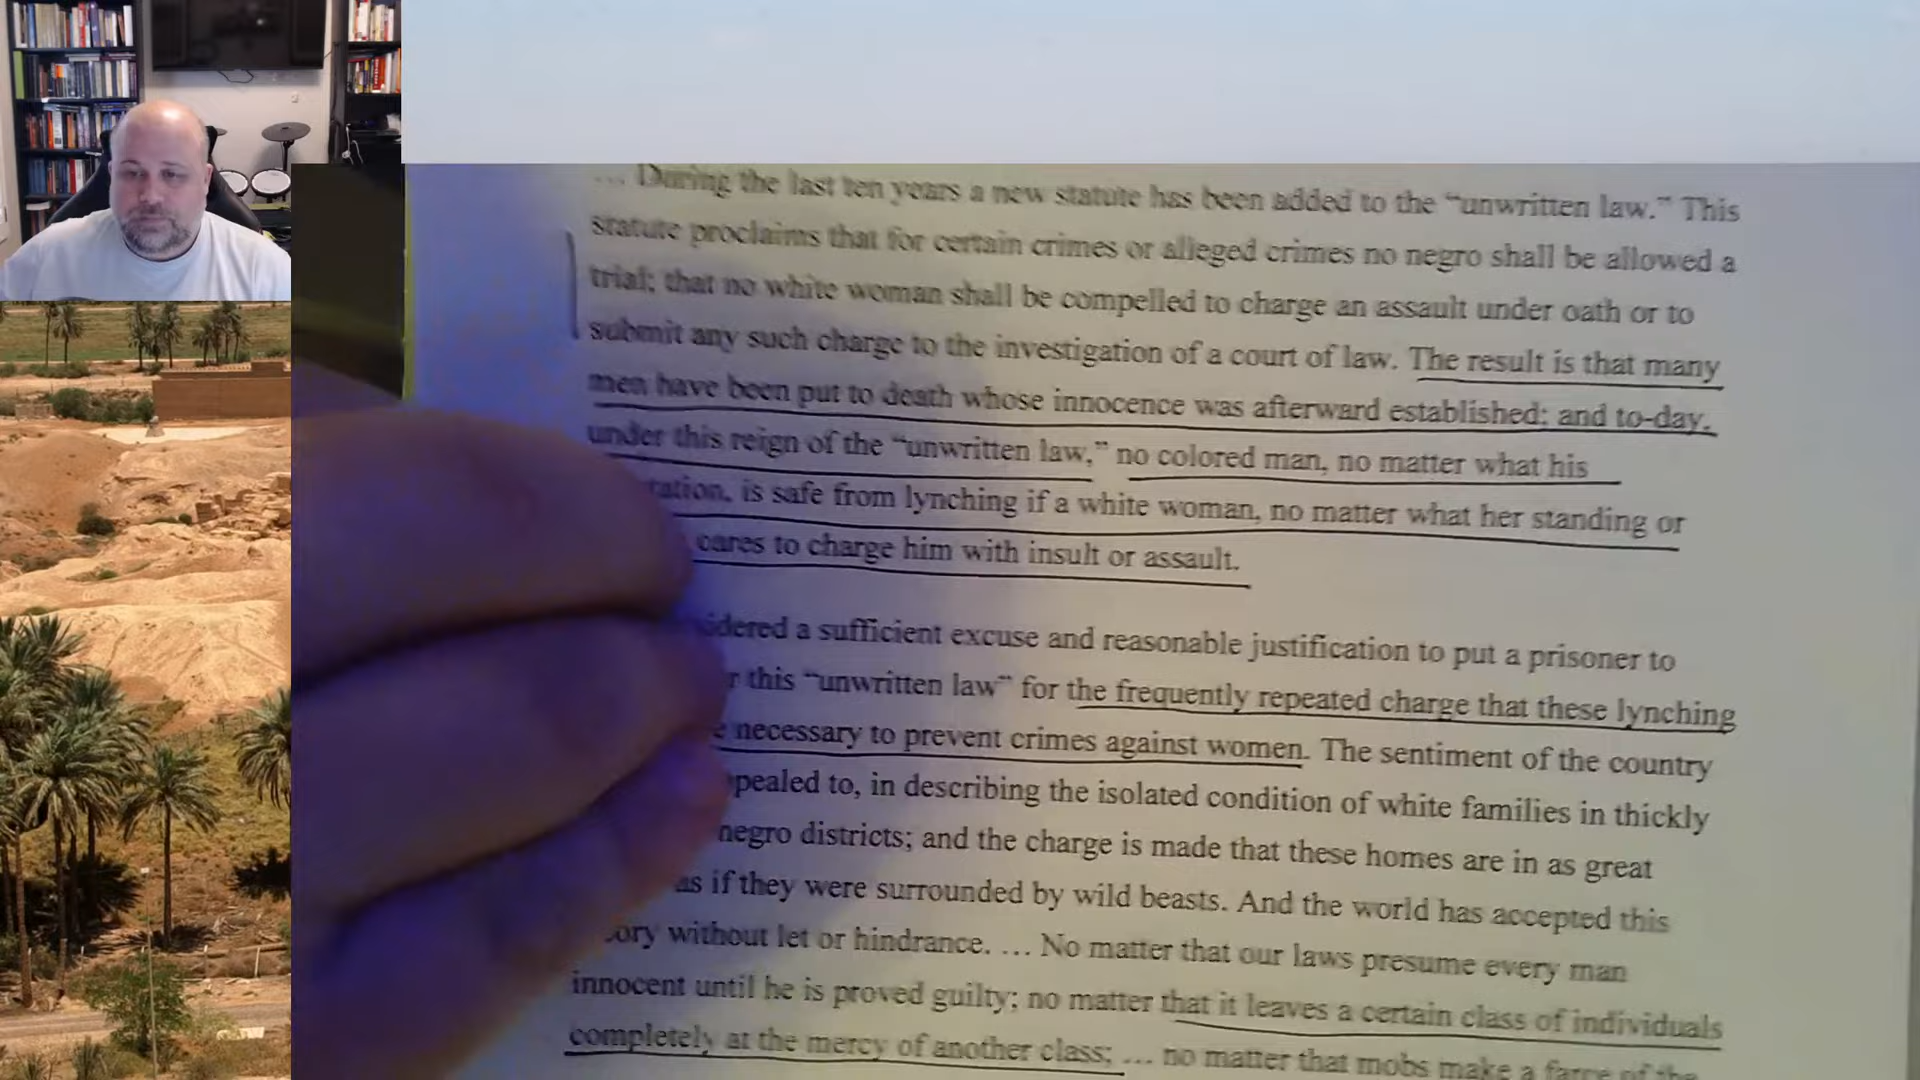 ... During the last ten years a new statute has been added to the “unwritten law.” This
statute proclaims that for certain crimes or alleged crimes no negro shall be allowed a
trial; that no white woman shall be compelled to charge an assault under oath or to
submit any such charge to the investigation of a court of law. The result is that many
men have been put to death whose innocence was afterward established; and to-day,
under this reign of the “unwritten law,” no colored man, no matter what his
tation, is safe from lynching if a white woman, no matter what her standing or
cares to charge him with insult or assault.
idered a sufficient excuse and reasonable justification to put a prisoner to
r this “unwritten law” for the frequently repeated charge that these lynching
e necessary to prevent crimes against women. The sentiment of the country
pealed to, in describing the isolated condition of white families in thickly
negro districts; and the charge is made that these homes are in as great
as if they were surrounded by wild beasts. And the world has accepted this
ory without let or hindrance. ... No matter that our laws presume every man
innocent until he is proved guilty; no matter that it leaves a certain class of individuals
completely at the mercy of another class; ... no matter that mobs make a farce of the